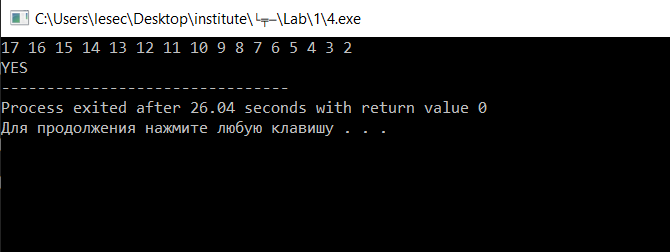 C:\Users\lesec\Desktop\institute\└╤─\Lab\1\4.exe
17 16 15 14 13 12 11 10 9 8 7 6 5 4 3 2
YES
--------------------------------
Process exited after 26.04 seconds with return value 0
Для продолжения нажмите любую клавишу . . .